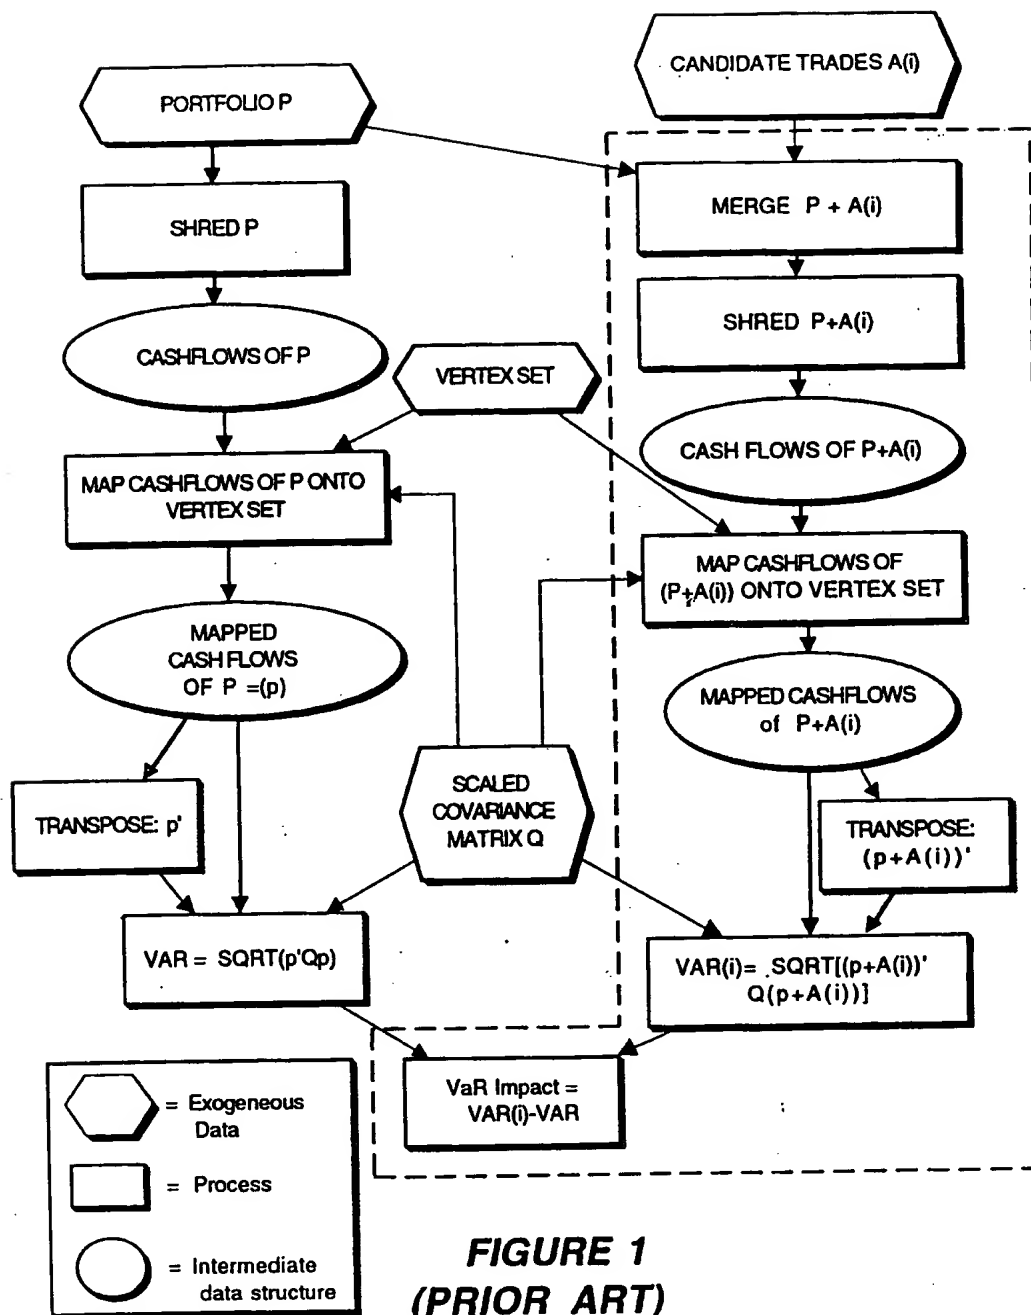 CANDIDATE TRADES A(i)
PORTFOLIO P
MERGE P + A(i)
SHRED P
SHRED P+A(i)
CASHFLOWS OF P
VERTEX SET
CASH FLOWS OF P+A(i)
MAP CASHFLOWS OF P ONTO
VERTEX SET
MAP CASHFLOWS OF
(P+A(i)) ONTO VERTEX SET
MAPPED
CASH FLOWS
OF P =(p)
MAPPED CASHFLOWS
of P+A(i)
SCALED
COVARIANCE
MATRIX Q
TRANSPOSE: p'
TRANSPOSE:
(p+A(i))'
VAR = SQRT(p'Qp)
VAR(i)= SQRT[(p+A(i))'
Q(p+A(i))]
VaR Impact =
VAR(i)-VAR
= Exogeneous
Data
= Process
= Intermediate
data structure
FIGURE 1
(PRIOR ART)